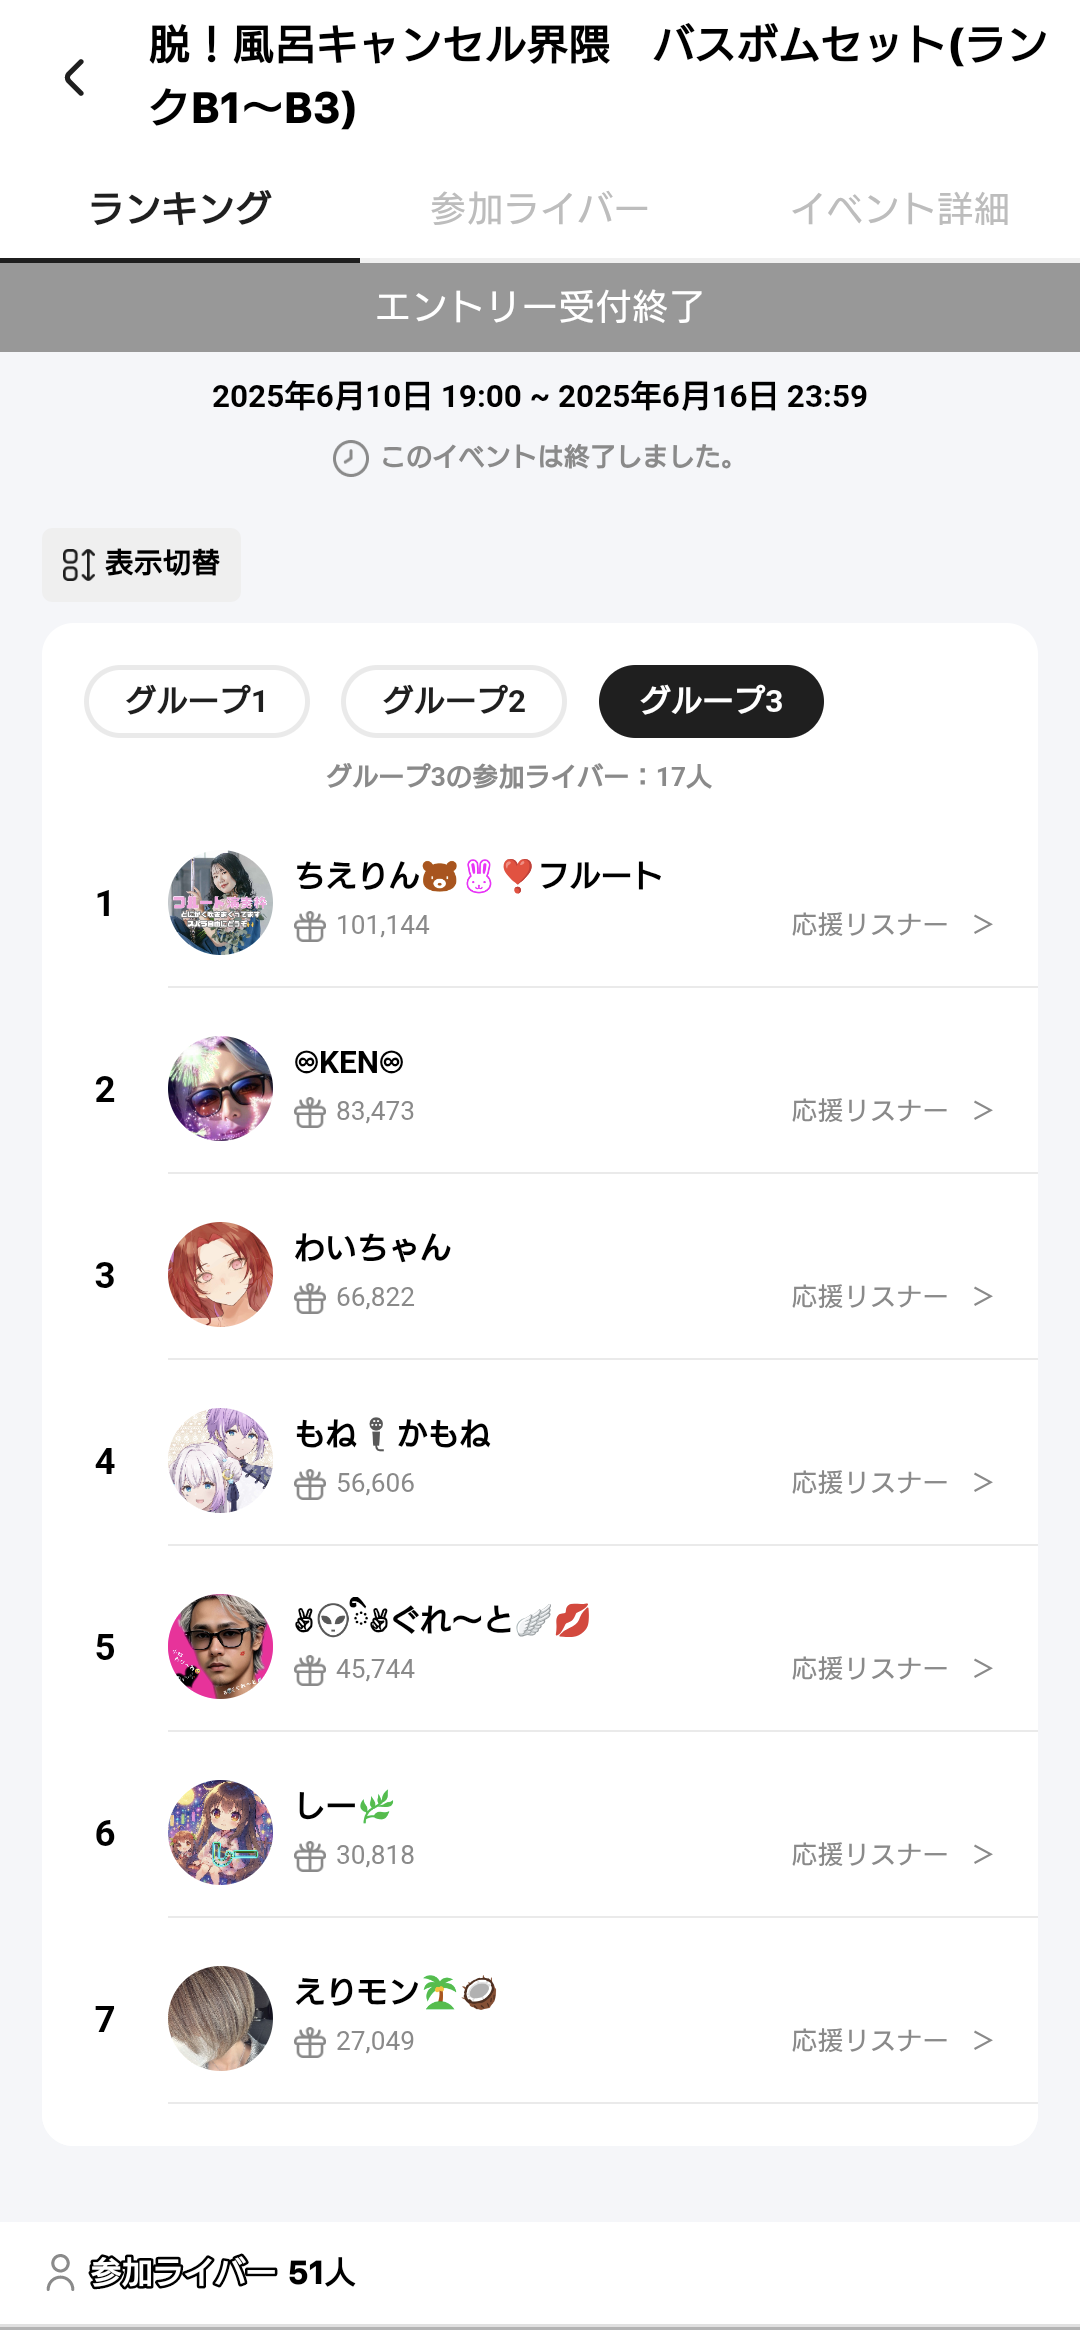 脱！風呂キャンセル界隈　バスボムセット(ラン
クB1〜B3)
ランキング
参加ライバー
イベント詳細
エントリー受付終了
2025年6月10日 19:00 ~ 2025年6月16日 23:59
このイベントは終了しました。
表示切替
グループ1
グループ2
グループ3
グループ3の参加ライバー：17人
1
ちえりん🐻🐰❣️フルート
101,144
応援リスナー >
2
♾KEN♾
83,473
応援リスナー >
3
わいちゃん
66,822
応援リスナー >
4
もね🎤かもね
56,606
応援リスナー >
5
✌👽✌ぐれ〜と🪽💋
45,744
応援リスナー >
6
しー🌿
30,818
応援リスナー >
7
えりモン🏝🥥
27,049
応援リスナー >
参加ライバー 51人